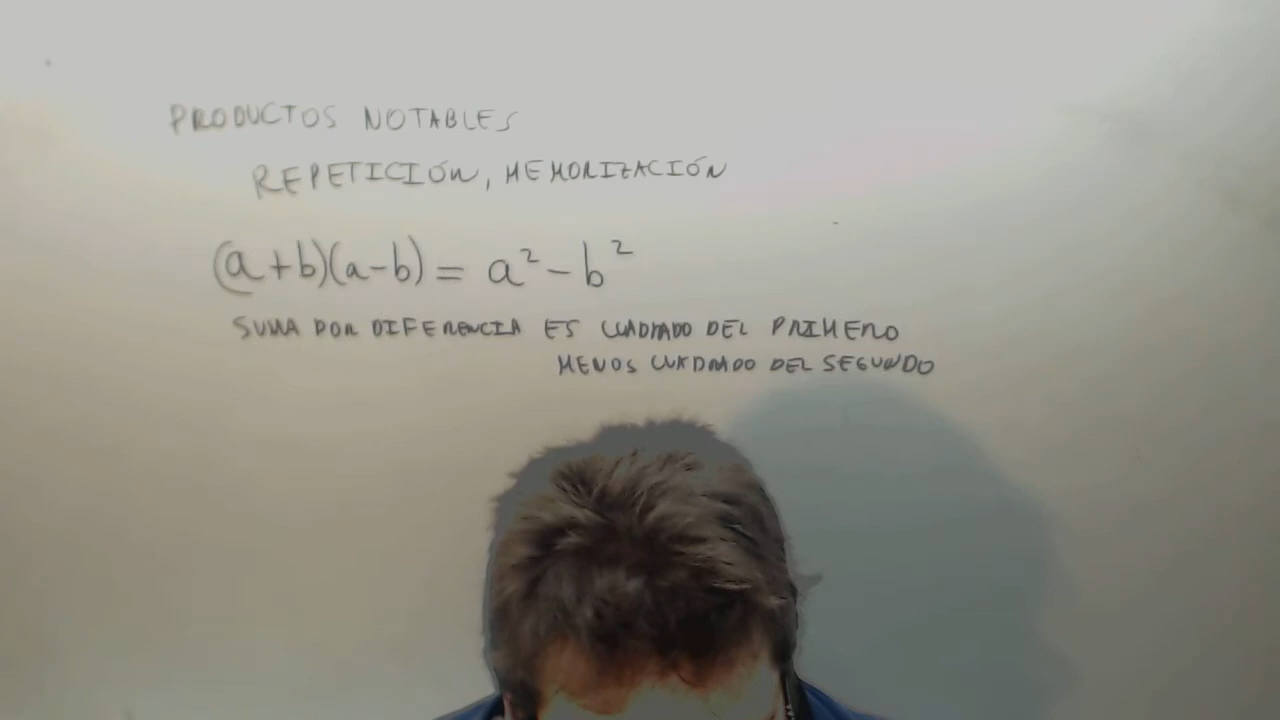 PRODUCTOS NOTABLES
REPETICIÓN, MEMORIZACIÓN
(a+b)(a-b) = a² - b²
SUMA POR DIFERENCIA ES CUADRADO DEL PRIMERO
MENOS CUADRADO DEL SEGUNDO